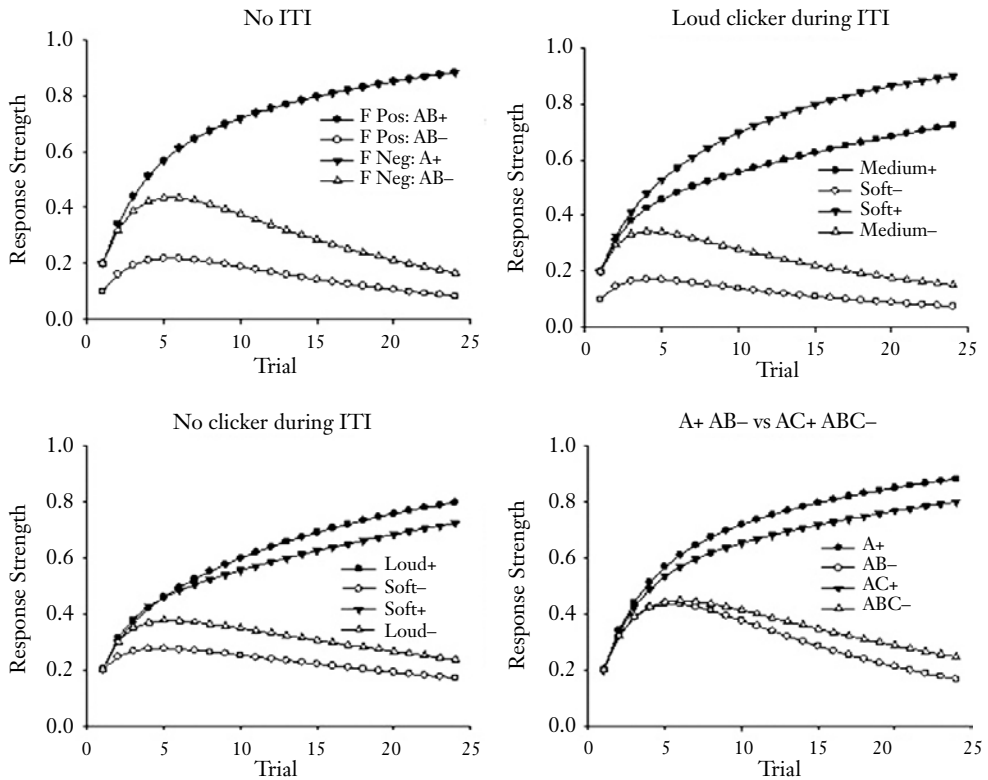 No ITI
1.0
0.8
0.6
0.4
0.2
0.0
Response Strength
F Pos: AB+
F Pos: AB–
F Neg: A+
F Neg: AB–
0 5 10 15 20 25
Trial
Loud clicker during ITI
1.0
0.8
0.6
0.4
0.2
0.0
Response Strength
Medium+
Soft–
Soft+
Medium–
0 5 10 15 20 25
Trial
No clicker during ITI
1.0
0.8
0.6
0.4
0.2
0.0
Response Strength
Loud+
Soft–
Soft+
Loud–
0 5 10 15 20 25
Trial
A+ AB– vs AC+ ABC–
1.0
0.8
0.6
0.4
0.2
0.0
Response Strength
A+
AB–
AC+
ABC–
0 5 10 15 20 25
Trial